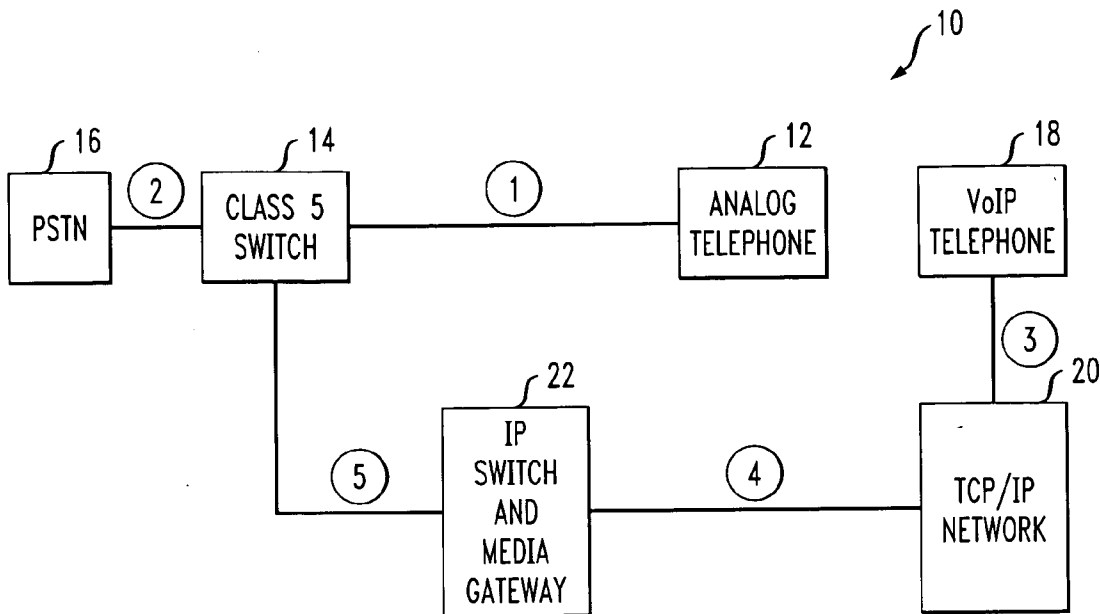 10
16
14
12
18
2
1
PSTN
CLASS 5
SWITCH
ANALOG
TELEPHONE
VoIP
TELEPHONE
3
22
20
IP
SWITCH
AND
MEDIA
GATEWAY
5
4
TCP/IP
NETWORK